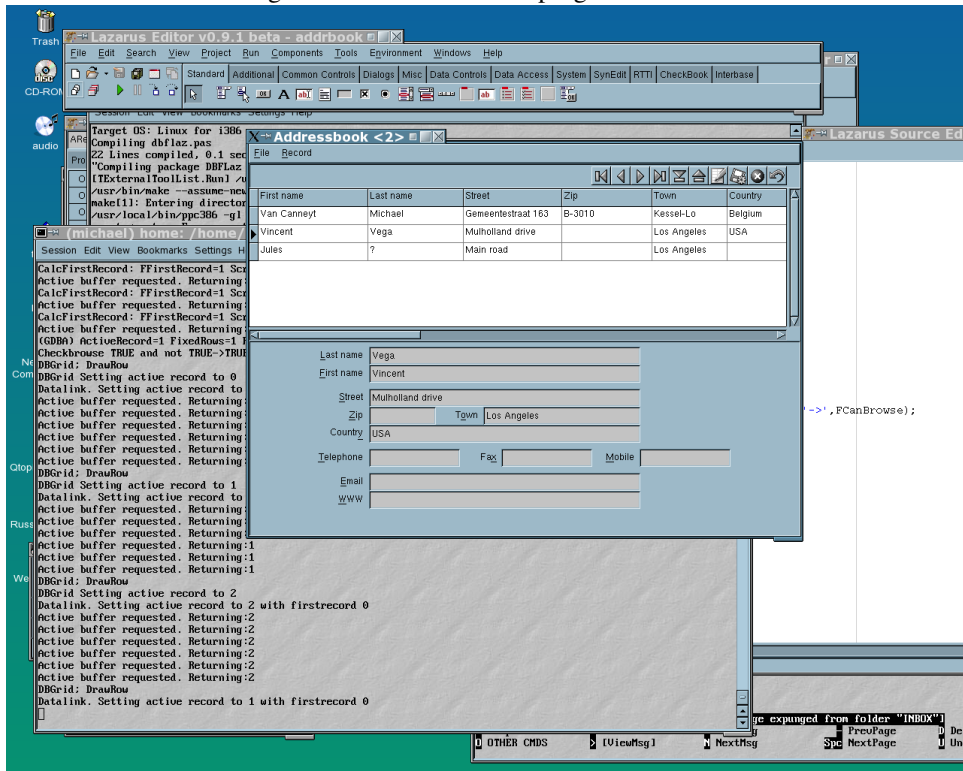 Trash
CD-ROM
audio
Lazarus Editor v0.9.1 beta - addrbook
File Edit Search View Project Run Components Tools Environment Windows Help
Standard Additional Common Controls Dialogs Misc Data Controls Data Access System SynEdit RTTI CheckBook Interbase
Target OS: Linux for i386
Compiling dbflaz.pas
22 Lines compiled, 0.1 sec
"Compiling package DBFLaz
[TExternalToolList.Run] /u
/usr/bin/make --assume-new
make[1]: Entering director
/usr/local/bin/ppc386 -gl
Lazarus Source Ed
'->',FCanBrowse);
Addressbook <2>
File Record
First name Last name Street Zip Town Country
Van Canneyt Michael Gemeentestraat 163 B-3010 Kessel-Lo Belgium
Vincent Vega Mulholland drive Los Angeles USA
Jules ? Main road Los Angeles
Last name Vega
First name Vincent
Street Mulholland drive
Zip Town Los Angeles
Country USA
Telephone Fax Mobile
Email
WWW
(michael) home: /home/
Session Edit View Bookmarks Settings H
CalcFirstRecord: FFirstRecord=1 Scr
Active buffer requested. Returning:
CalcFirstRecord: FFirstRecord=1 Scr
Active buffer requested. Returning:
CalcFirstRecord: FFirstRecord=1 Scr
Active buffer requested. Returning:
(GDBA) ActiveRecord=1 FixedRows=1
Checkbrowse TRUE and not TRUE->TRUE
DBGrid; DrawRow
DBGrid Setting active record to 0
Datalink. Setting active record to
Active buffer requested. Returning:
Active buffer requested. Returning:
Active buffer requested. Returning:
Active buffer requested. Returning:
Active buffer requested. Returning:
Active buffer requested. Returning:
DBGrid; DrawRow
DBGrid Setting active record to 1
Datalink. Setting active record to
Active buffer requested. Returning:
Active buffer requested. Returning:
Active buffer requested. Returning:
Active buffer requested. Returning:1
Active buffer requested. Returning:1
Active buffer requested. Returning:1
DBGrid; DrawRow
DBGrid Setting active record to 2
Datalink. Setting active record to 2 with firstrecord 0
Active buffer requested. Returning:2
Active buffer requested. Returning:2
Active buffer requested. Returning:2
Active buffer requested. Returning:2
Active buffer requested. Returning:2
Active buffer requested. Returning:2
DBGrid; DrawRow
Datalink. Setting active record to 1 with firstrecord 0
ge expunged from folder "INBOX"]
PrevPage D De
O OTHER CMDS > [ViewMsg] N NextMsg Spc NextPage U Un